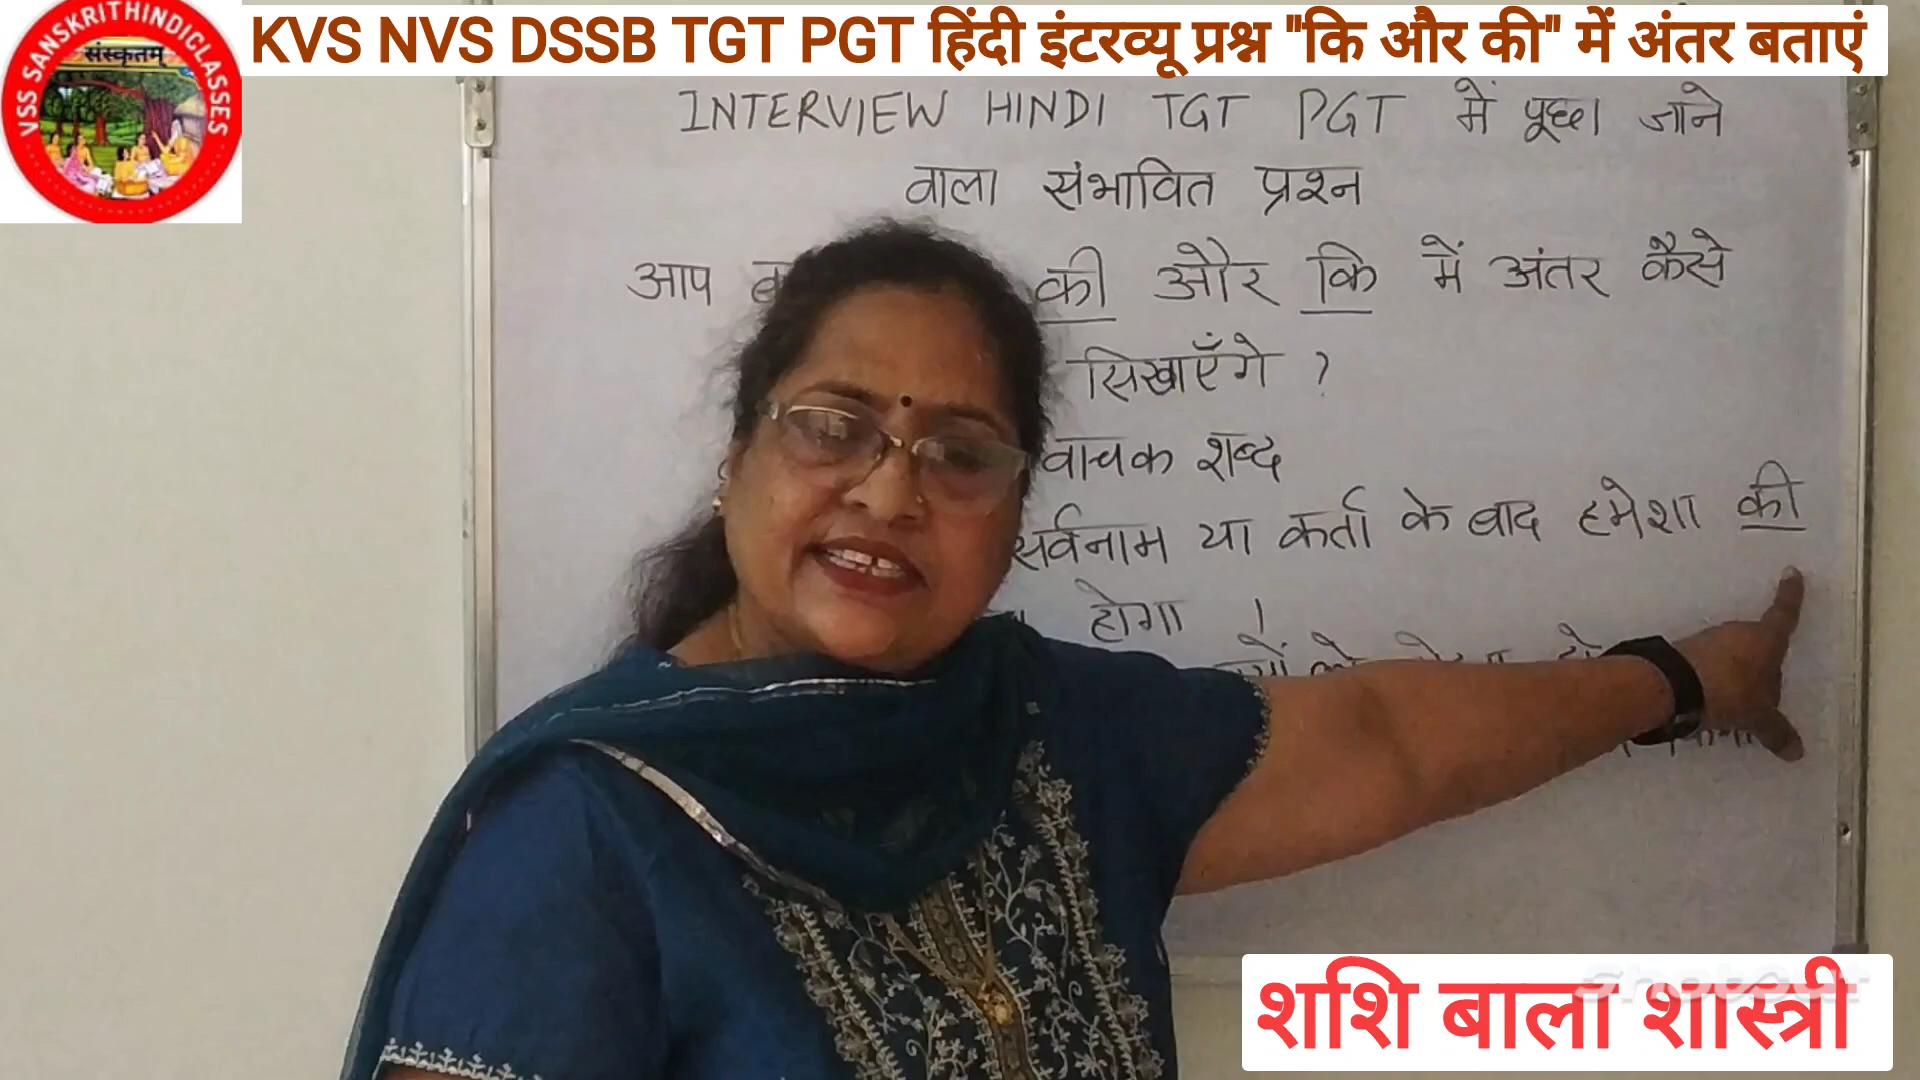 KVS NVS DSSB TGT PGT हिंदी इंटरव्यू प्रश्न "कि और की" में अंतर बताएं
VSS SANSKRITHINDICLASSES
संस्कृतम्
INTERVIEW HINDI TGT PGT में पूछा जाने
वाला संभावित प्रश्न
आप की और कि में अंतर कैसे
सिखाएँगे ?
वाचक शब्द
सर्वनाम या कर्ता के बाद हमेशा की
होगा ।
शशि बाला शास्त्री